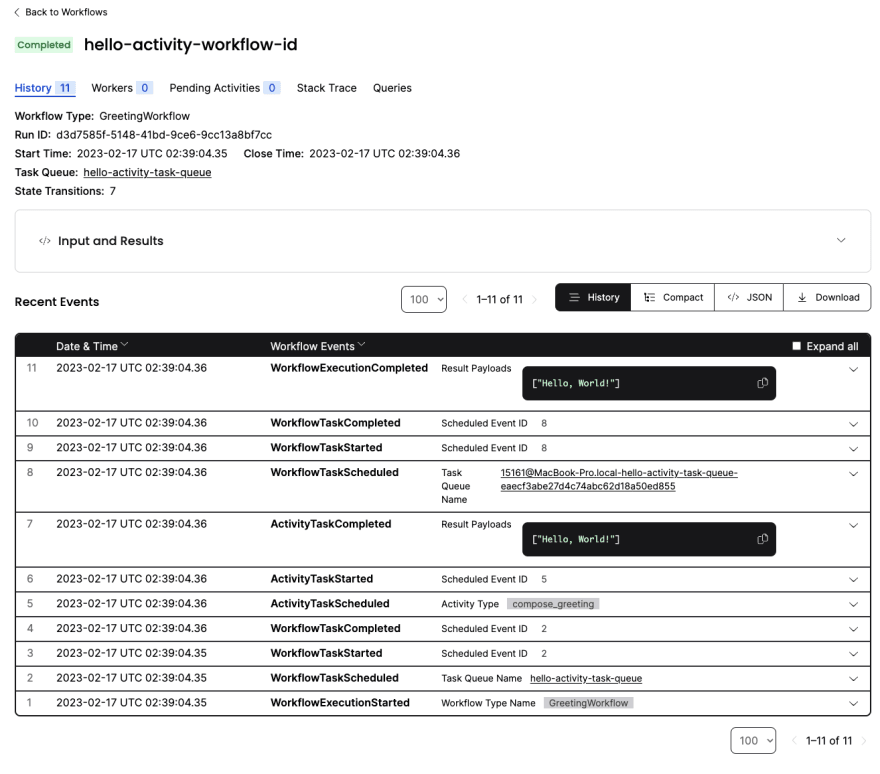 Back to Workflows
Completed hello-activity-workflow-id
History 11 Workers 0 Pending Activities 0 Stack Trace Queries
Workflow Type: GreetingWorkflow
Run ID: d3d7585f-5148-41bd-9ce6-9cc13a8bf7cc
Start Time: 2023-02-17 UTC 02:39:04.35 Close Time: 2023-02-17 UTC 02:39:04.36
Task Queue: hello-activity-task-queue
State Transitions: 7
</> Input and Results
Recent Events 100 1–11 of 11 History Compact </> JSON Download
Date & Time Workflow Events Expand all
11 2023-02-17 UTC 02:39:04.36 WorkflowExecutionCompleted Result Payloads
["Hello, World!"]
10 2023-02-17 UTC 02:39:04.36 WorkflowTaskCompleted Scheduled Event ID 8
9 2023-02-17 UTC 02:39:04.36 WorkflowTaskStarted Scheduled Event ID 8
8 2023-02-17 UTC 02:39:04.36 WorkflowTaskScheduled Task 15161@MacBook-Pro.local-hello-activity-task-queue-
Queue eaecf3abe27d4c74abc62d18a50ed855
Name
7 2023-02-17 UTC 02:39:04.36 ActivityTaskCompleted Result Payloads
["Hello, World!"]
6 2023-02-17 UTC 02:39:04.36 ActivityTaskStarted Scheduled Event ID 5
5 2023-02-17 UTC 02:39:04.36 ActivityTaskScheduled Activity Type compose_greeting
4 2023-02-17 UTC 02:39:04.36 WorkflowTaskCompleted Scheduled Event ID 2
3 2023-02-17 UTC 02:39:04.35 WorkflowTaskStarted Scheduled Event ID 2
2 2023-02-17 UTC 02:39:04.35 WorkflowTaskScheduled Task Queue Name hello-activity-task-queue
1 2023-02-17 UTC 02:39:04.35 WorkflowExecutionStarted Workflow Type Name GreetingWorkflow
100 1–11 of 11